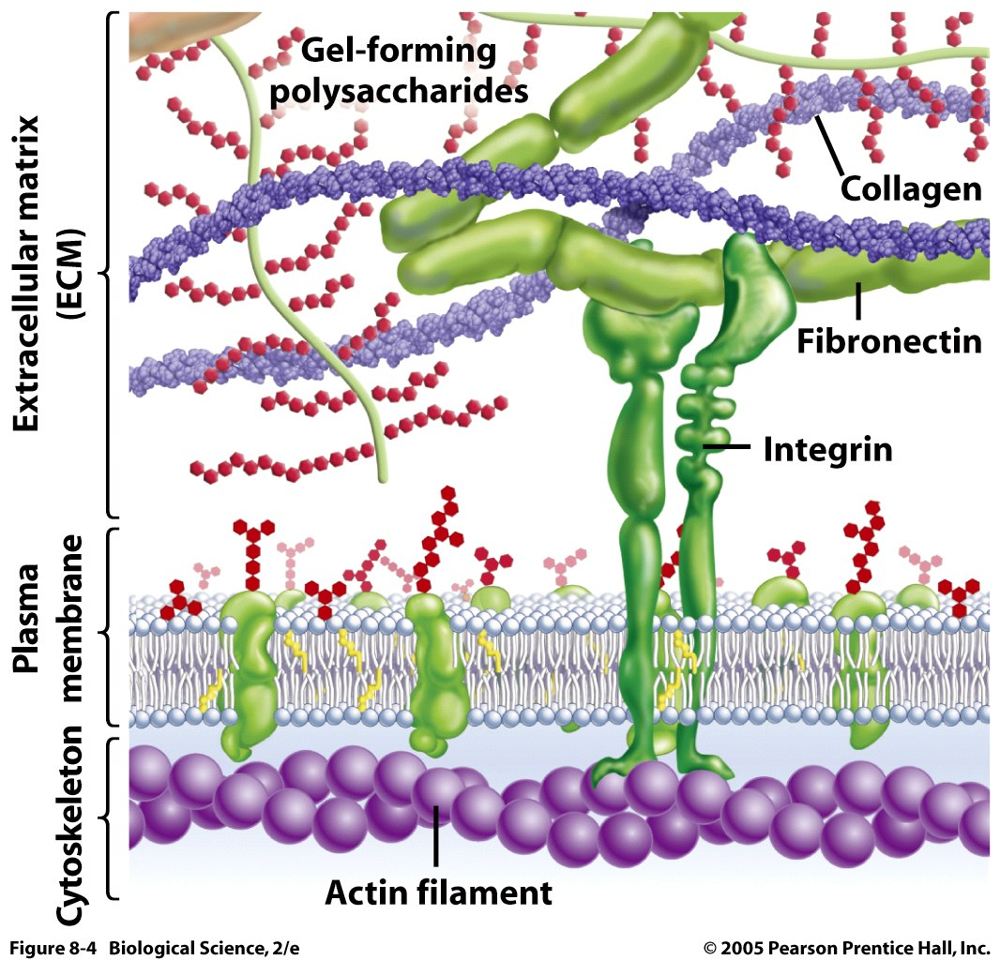 Gel-forming
polysaccharides
Extracellular matrix
(ECM)
Collagen
Fibronectin
Integrin
Plasma
membrane
Cytoskeleton
Actin filament
Figure 8-4 Biological Science, 2/e
© 2005 Pearson Prentice Hall, Inc.